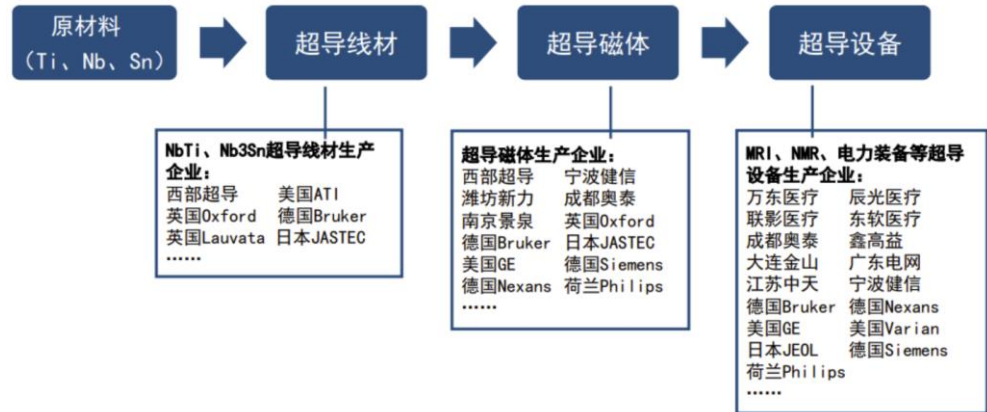 原材料
（Ti、Nb、Sn）
超导线材
超导磁体
超导设备
NbTi、Nb3Sn超导线材生产
企业：
西部超导 美国ATI
英国Oxford 德国Bruker
英国Lauvata 日本JASTEC
……
超导磁体生产企业：
西部超导 宁波健信
潍坊新力 成都奥泰
南京景泉 英国Oxford
德国Bruker 日本JASTEC
美国GE 德国Siemens
德国Nexans 荷兰Philips
……
MRI、NMR、电力装备等超导
设备生产企业：
万东医疗 辰光医疗
联影医疗 东软医疗
成都奥泰 鑫高益
大连金山 广东电网
江苏中天 宁波健信
德国Bruker 德国Nexans
美国GE 美国Varian
日本JEOL 德国Siemens
荷兰Philips
……